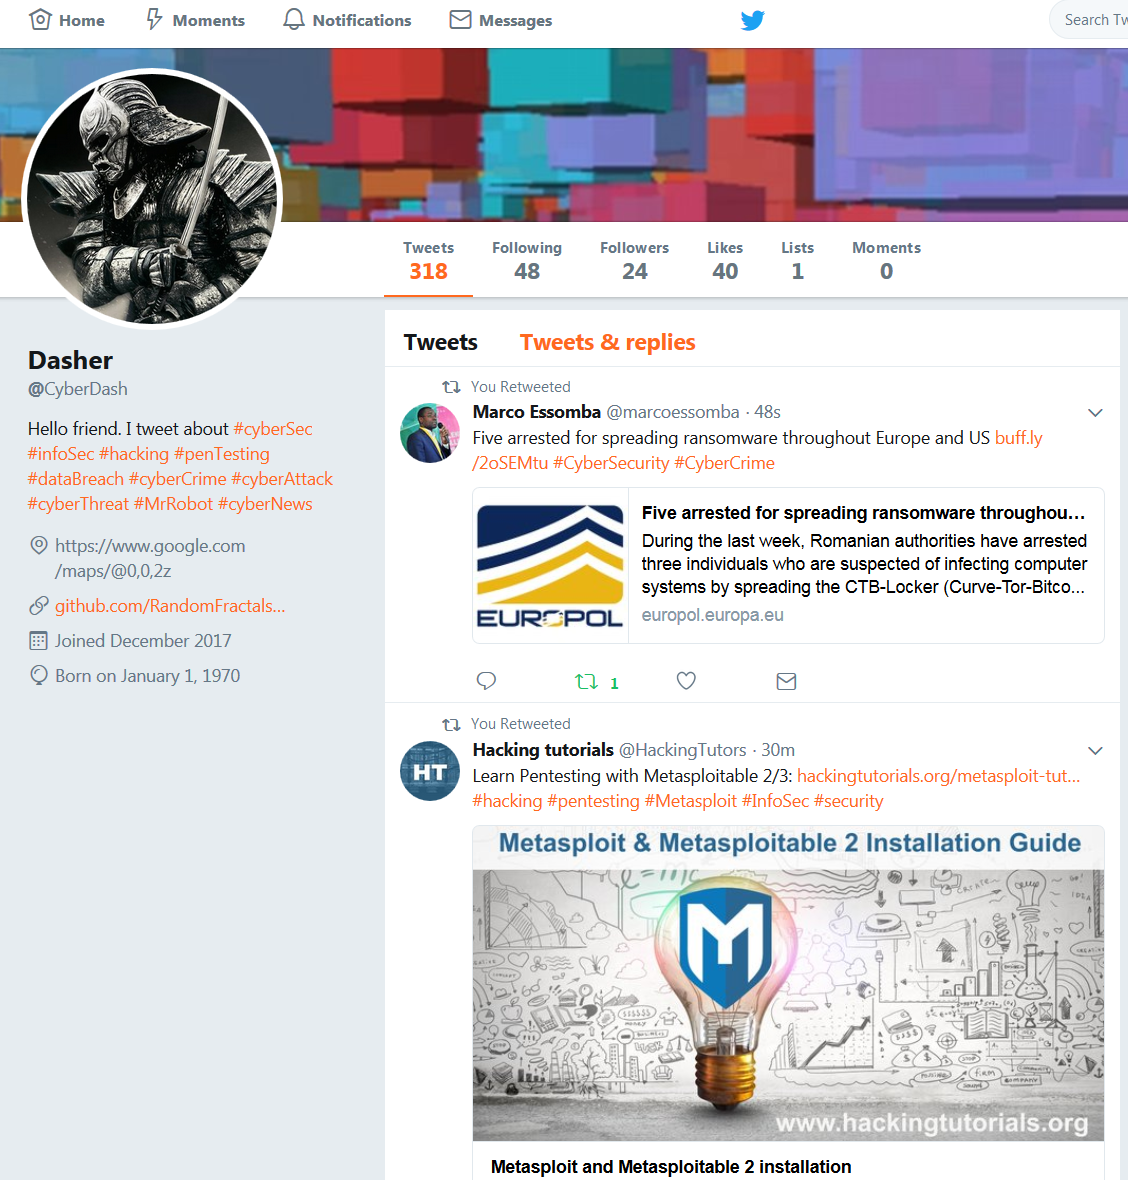 Home Moments Notifications Messages Search Tw
Tweets Following Followers Likes Lists Moments
318 48 24 40 1 0
Dasher
@CyberDash
Hello friend. I tweet about #cyberSec
#infoSec #hacking #penTesting
#dataBreach #cyberCrime #cyberAttack
#cyberThreat #MrRobot #cyberNews
https://www.google.com
/maps/@0,0,2z
github.com/RandomFractals...
Joined December 2017
Born on January 1, 1970
Tweets Tweets & replies
You Retweeted
Marco Essomba @marcoessomba · 48s
Five arrested for spreading ransomware throughout Europe and US buff.ly
/2oSEMtu #CyberSecurity #CyberCrime
EUROPOL
Five arrested for spreading ransomware throughou...
During the last week, Romanian authorities have arrested
three individuals who are suspected of infecting computer
systems by spreading the CTB-Locker (Curve-Tor-Bitco...
europol.europa.eu
1
You Retweeted
HT
Hacking tutorials @HackingTutors · 30m
Learn Pentesting with Metasploitable 2/3: hackingtutorials.org/metasploit-tut...
#hacking #pentesting #Metasploit #InfoSec #security
Metasploit & Metasploitable 2 Installation Guide
M
www.hackingtutorials.org
Metasploit and Metasploitable 2 installation